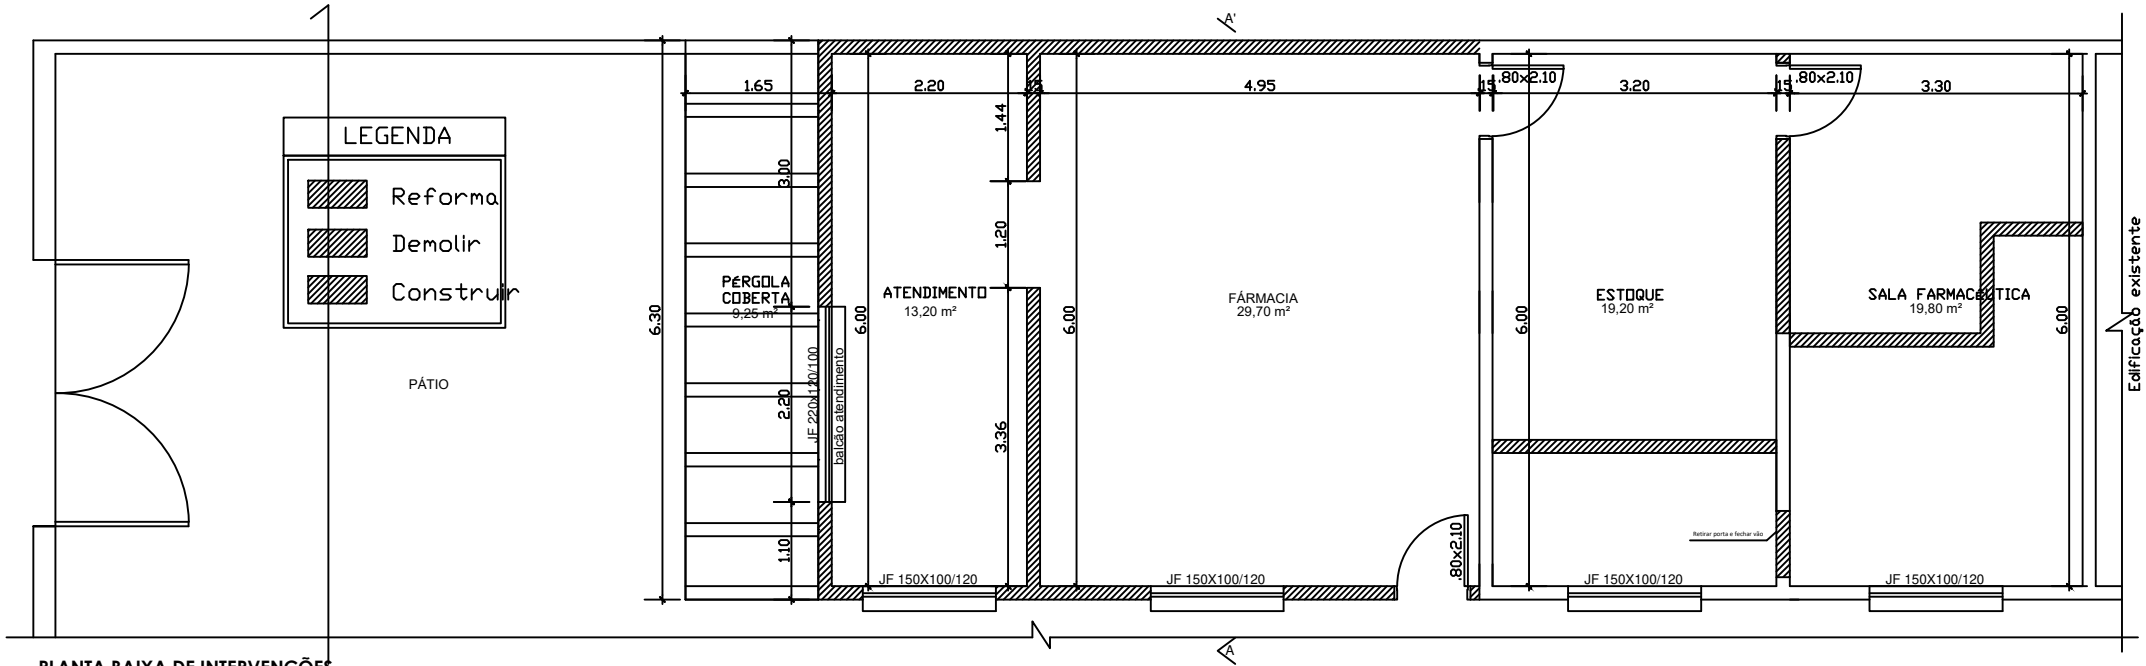 A'
1.65
2.20
15
4.95
15
.80x2.10
3.20
15
.80x2.10
3.30
LEGENDA
Reforma
Demolir
Construir
1.44
3.00
1.20
6.30
PÉRGOLA
COBERTA
9,25 m²
ATENDIMENTO
13,20 m²
FÁRMACIA
29,70 m²
ESTOQUE
19,20 m²
SALA FARMACÊUTICA
19,80 m²
Edificação existente
6.00
6.00
6.00
6.00
PÁTIO
2.20
JF 220x120/100
balcão atendimento
3.36
1.10
.80x2.10
Retirar porta e fechar vão
JF 150X100/120
JF 150X100/120
JF 150X100/120
JF 150X100/120
A
PLANTA BAIXA DE INTERVENÇÕES